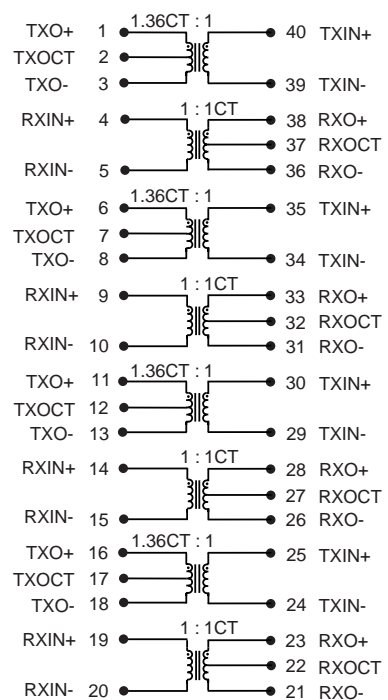 1.36CT : 1
TXO+ 1 40 TXIN+
TXOCT 2
TXO- 3 39 TXIN-
1 : 1CT
RXIN+ 4 38 RXO+
37 RXOCT
RXIN- 5 36 RXO-
1.36CT : 1
TXO+ 6 35 TXIN+
TXOCT 7
TXO- 8 34 TXIN-
1 : 1CT
RXIN+ 9 33 RXO+
32 RXOCT
RXIN- 10 31 RXO-
1.36CT : 1
TXO+ 11 30 TXIN+
TXOCT 12
TXO- 13 29 TXIN-
1 : 1CT
RXIN+ 14 28 RXO+
27 RXOCT
RXIN- 15 26 RXO-
1.36CT : 1
TXO+ 16 25 TXIN+
TXOCT 17
TXO- 18 24 TXIN-
1 : 1CT
RXIN+ 19 23 RXO+
22 RXOCT
RXIN- 20 21 RXO-